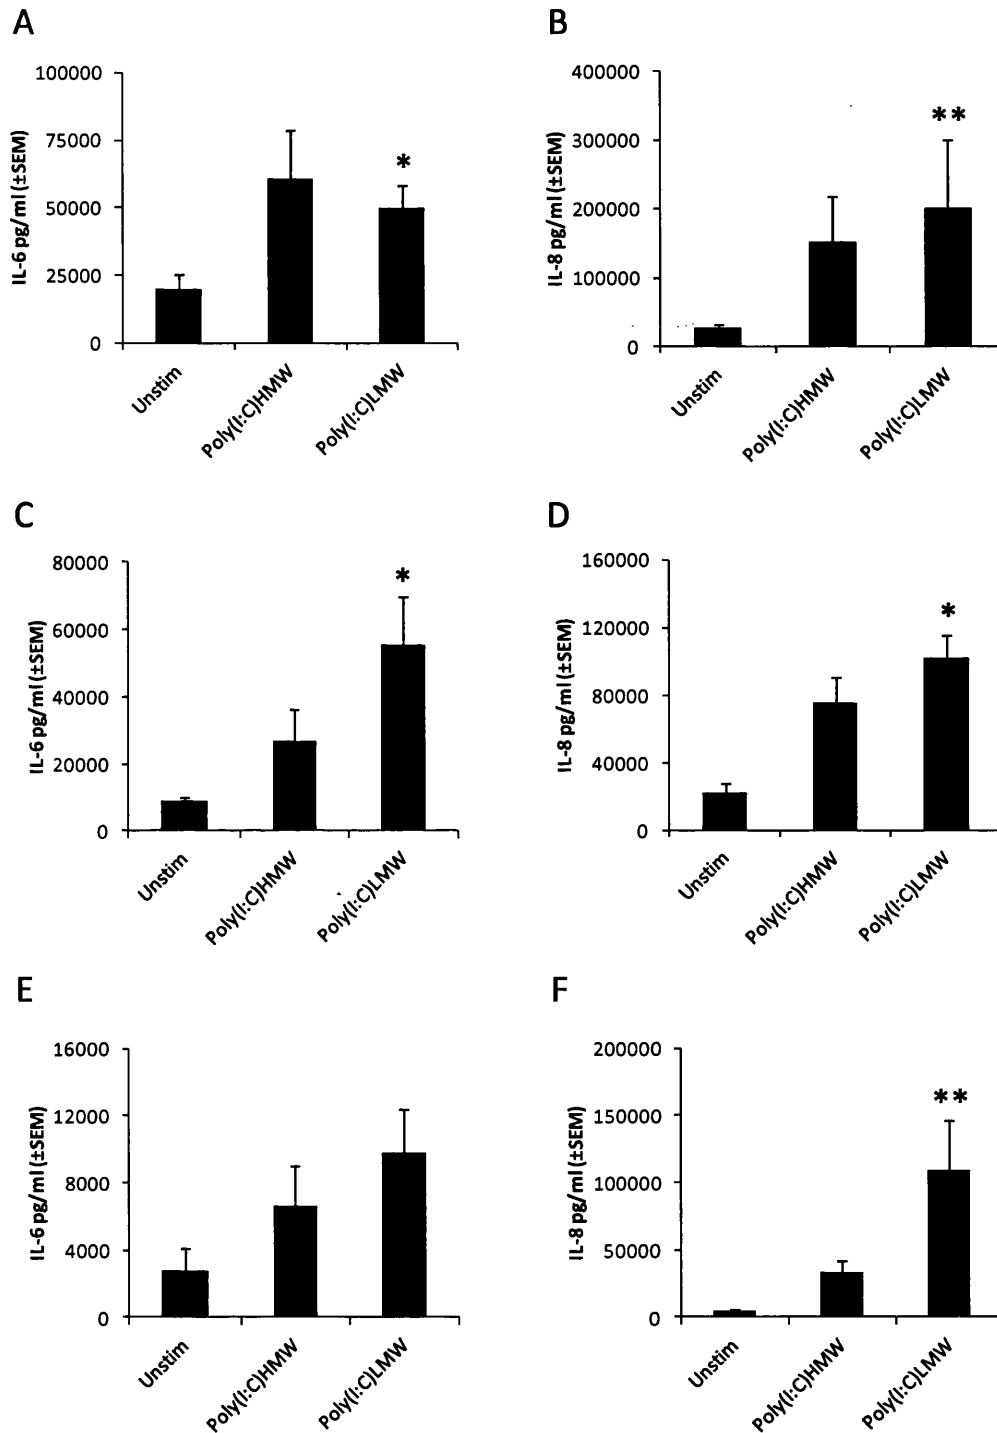 A
IL-6 pg/ml (±SEM)
100000
75000
50000
25000
0
*
Unstim
Poly(I:C)HMW
Poly(I:C)LMW
B
IL-8 pg/ml (±SEM)
400000
300000
200000
100000
0
**
Unstim
Poly(I:C)HMW
Poly(I:C)LMW
C
IL-6 pg/ml (±SEM)
80000
60000
40000
20000
0
*
Unstim
Poly(I:C)HMW
Poly(I:C)LMW
D
IL-8 pg/ml (±SEM)
160000
120000
80000
40000
0
*
Unstim
Poly(I:C)HMW
Poly(I:C)LMW
E
IL-6 pg/ml (±SEM)
16000
12000
8000
4000
0
Unstim
Poly(I:C)HMW
Poly(I:C)LMW
F
IL-8 pg/ml (±SEM)
200000
150000
100000
50000
0
**
Unstim
Poly(I:C)HMW
Poly(I:C)LMW